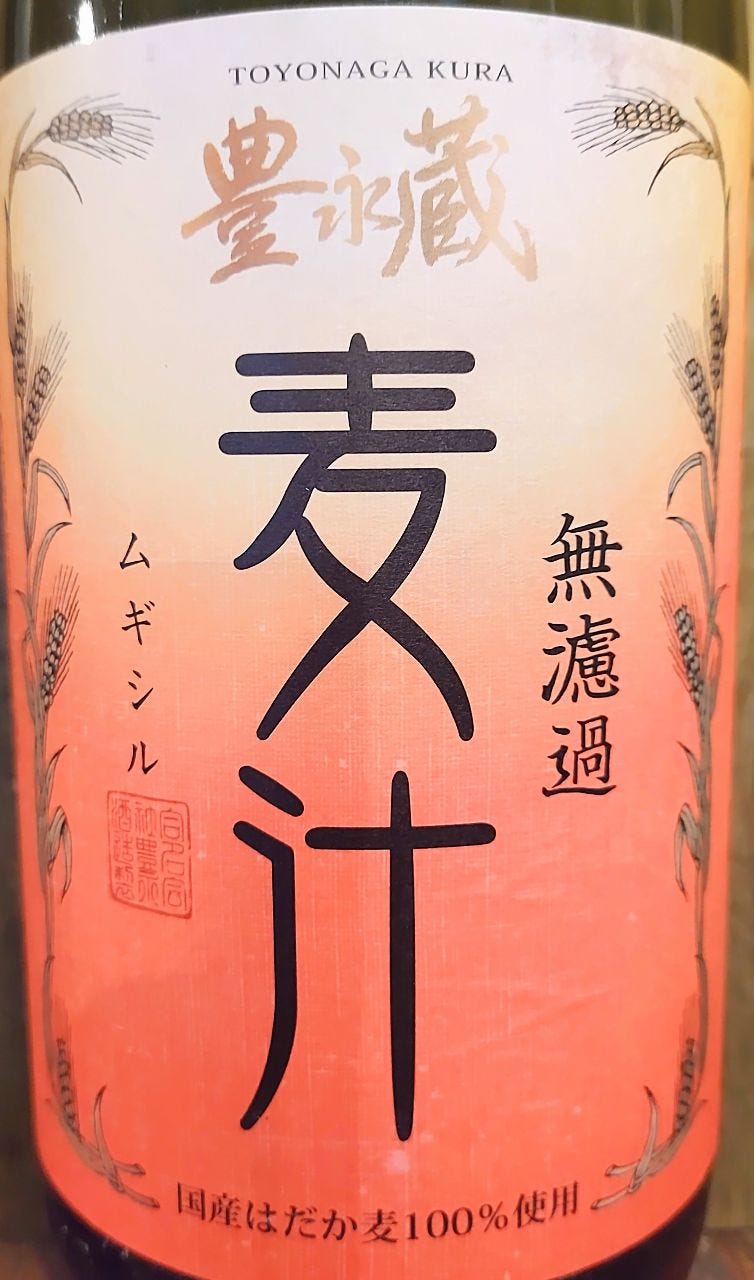 TOYONAGA KURA
豊永蔵
無濾過
麦汁
ムギシル
国産はだか麦100%使用